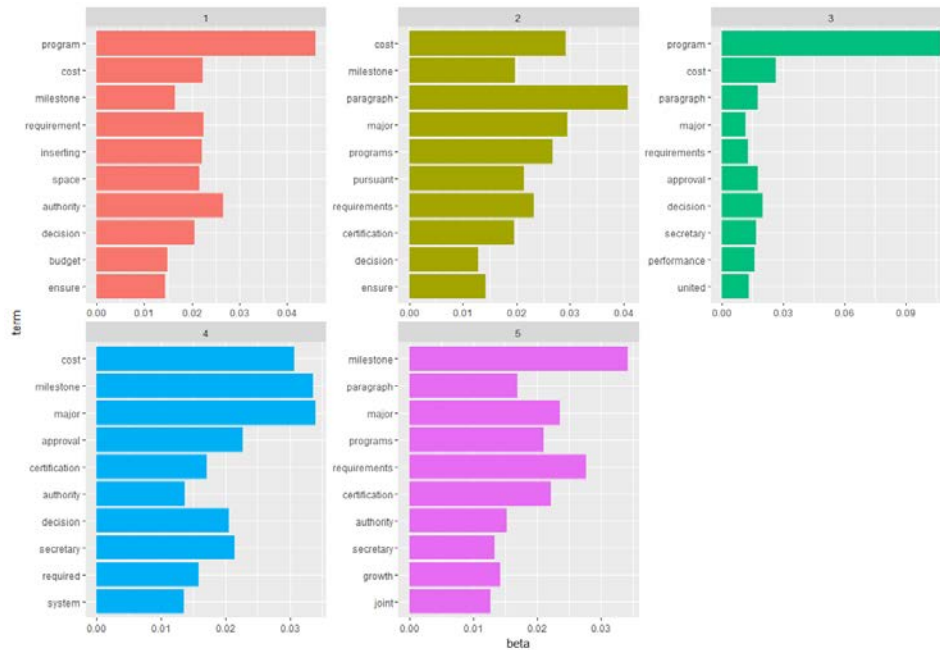 1
program
cost
milestone
requirement
inserting
space
authority
decision
budget
ensure
0.00 0.01 0.02 0.03 0.04
2
cost
milestone
paragraph
major
programs
pursuant
requirements
certification
decision
ensure
0.00 0.01 0.02 0.03 0.04
3
program
cost
paragraph
major
requirements
approval
decision
secretary
performance
united
0.00 0.03 0.06 0.09
term
4
cost
milestone
major
approval
certification
authority
decision
secretary
required
system
0.00 0.01 0.02 0.03
5
milestone
paragraph
major
programs
requirements
certification
authority
secretary
growth
joint
0.00 0.01 0.02 0.03
beta